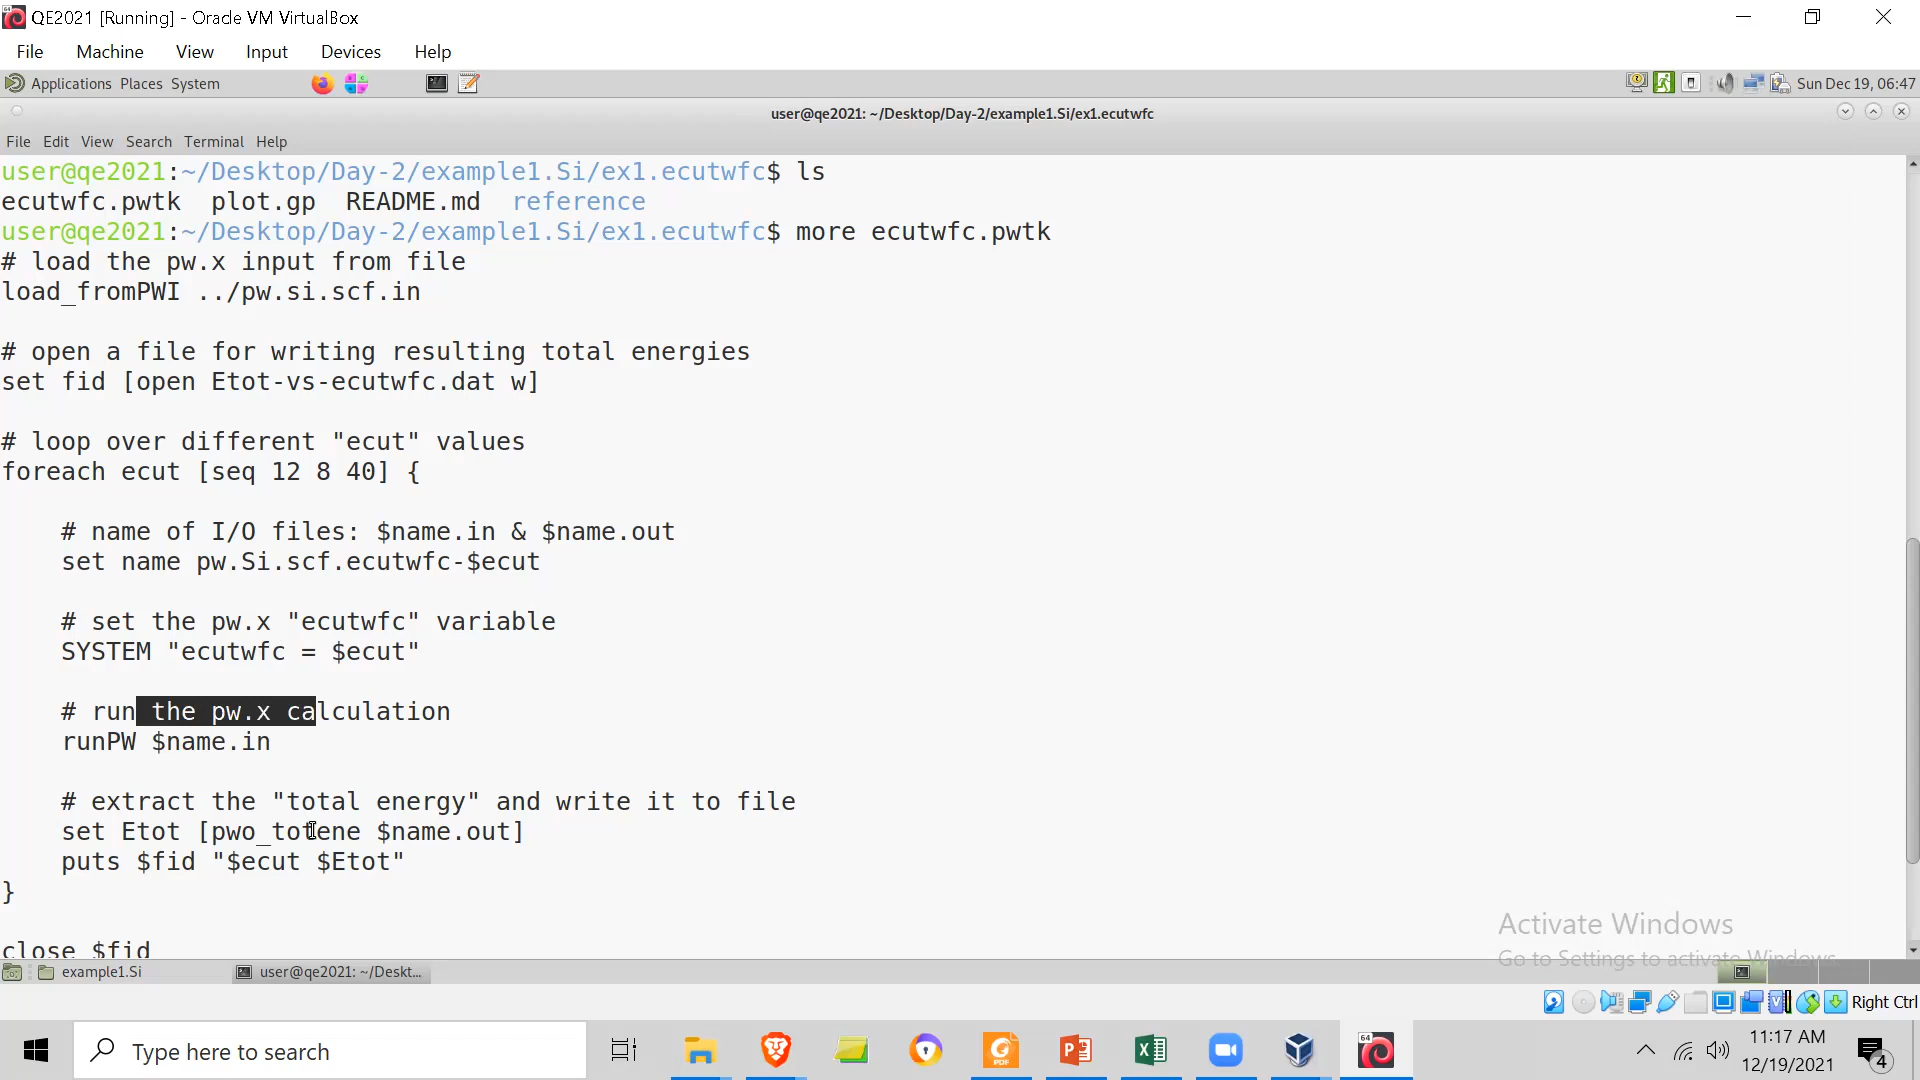 QE2021 [Running] - Oracle VM VirtualBox
File Machine View Input Devices Help
Applications Places System
Sun Dec 19, 06:47
user@qe2021: ~/Desktop/Day-2/example1.Si/ex1.ecutwfc
File Edit View Search Terminal Help
user@qe2021:~/Desktop/Day-2/example1.Si/ex1.ecutwfc$ ls
ecutwfc.pwtk plot.gp README.md reference
user@qe2021:~/Desktop/Day-2/example1.Si/ex1.ecutwfc$ more ecutwfc.pwtk
# load the pw.x input from file
load_fromPWI ../pw.si.scf.in
# open a file for writing resulting total energies
set fid [open Etot-vs-ecutwfc.dat w]
# loop over different "ecut" values
foreach ecut [seq 12 8 40] {
# name of I/O files: $name.in & $name.out
set name pw.Si.scf.ecutwfc-$ecut
# set the pw.x "ecutwfc" variable
SYSTEM "ecutwfc = $ecut"
# run the pw.x calculation
runPW $name.in
# extract the "total energy" and write it to file
set Etot [pwo_totene $name.out]
puts $fid "$ecut $Etot"
}
close $fid
Activate Windows
Go to Settings to activate Windows.
example1.Si
user@qe2021: ~/Deskt...
Right Ctrl
Type here to search
64
11:17 AM
12/19/2021
4